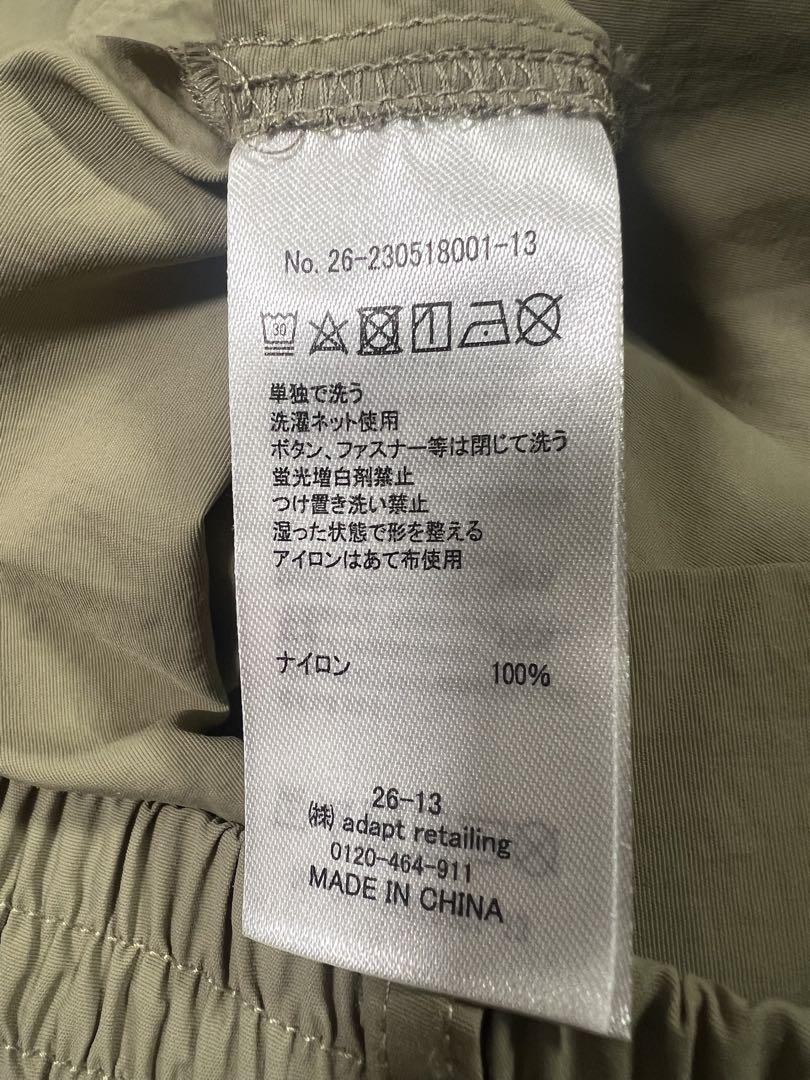 No. 26-230518001-13
30
単独で洗う
洗濯ネット使用
ボタン、ファスナー等は閉じて洗う
蛍光増白剤禁止
つけ置き洗い禁止
湿った状態で形を整える
アイロンはあて布使用
ナイロン 100%
26-13
㈱ adapt retailing
0120-464-911
MADE IN CHINA